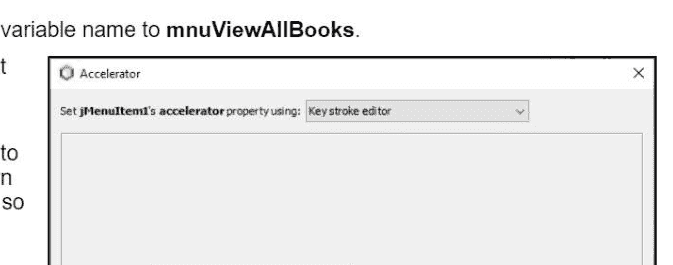 variable name to mnuViewAllBooks.
t
Accelerator
Set jMenuItem1's accelerator property using: Key stroke editor
to
n
so